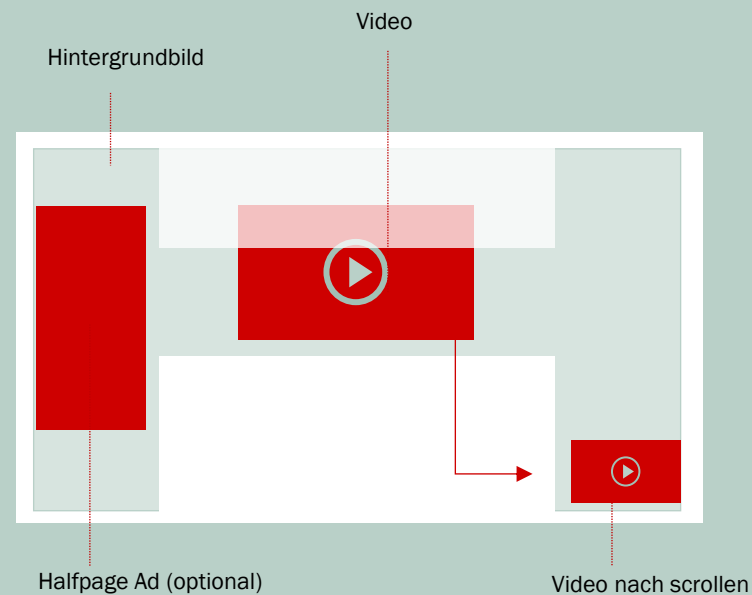 Video
Hintergrundbild
Halfpage Ad (optional)
Video nach scrollen